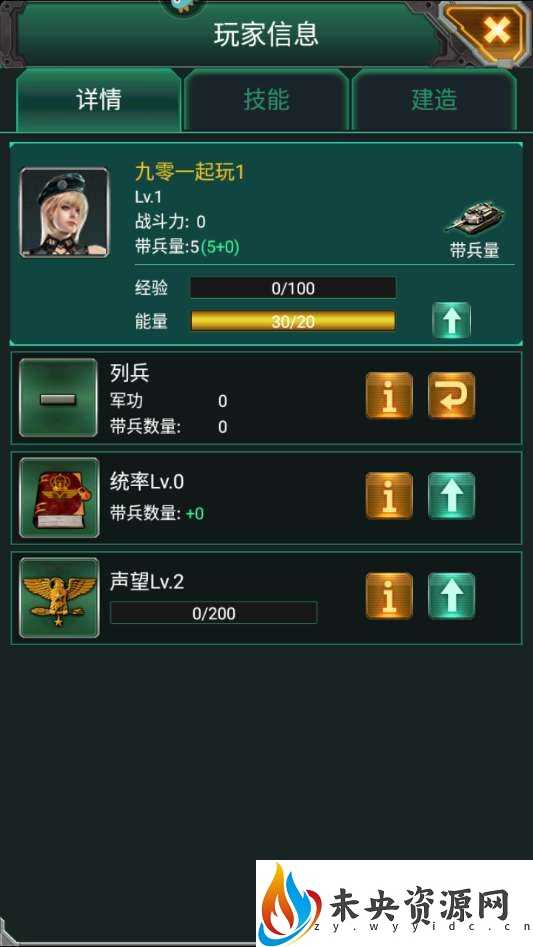 玩家信息
详情 技能 建造
九零一起玩1
Lv.1
战斗力: 0
带兵量:5(5+0)
带兵量
经验 0/100
能量 30/20
列兵
军功 0
带兵数量: 0
统率Lv.0
带兵数量: +0
声望Lv.2
0/200
未央资源网
zy.wyyidc.cn